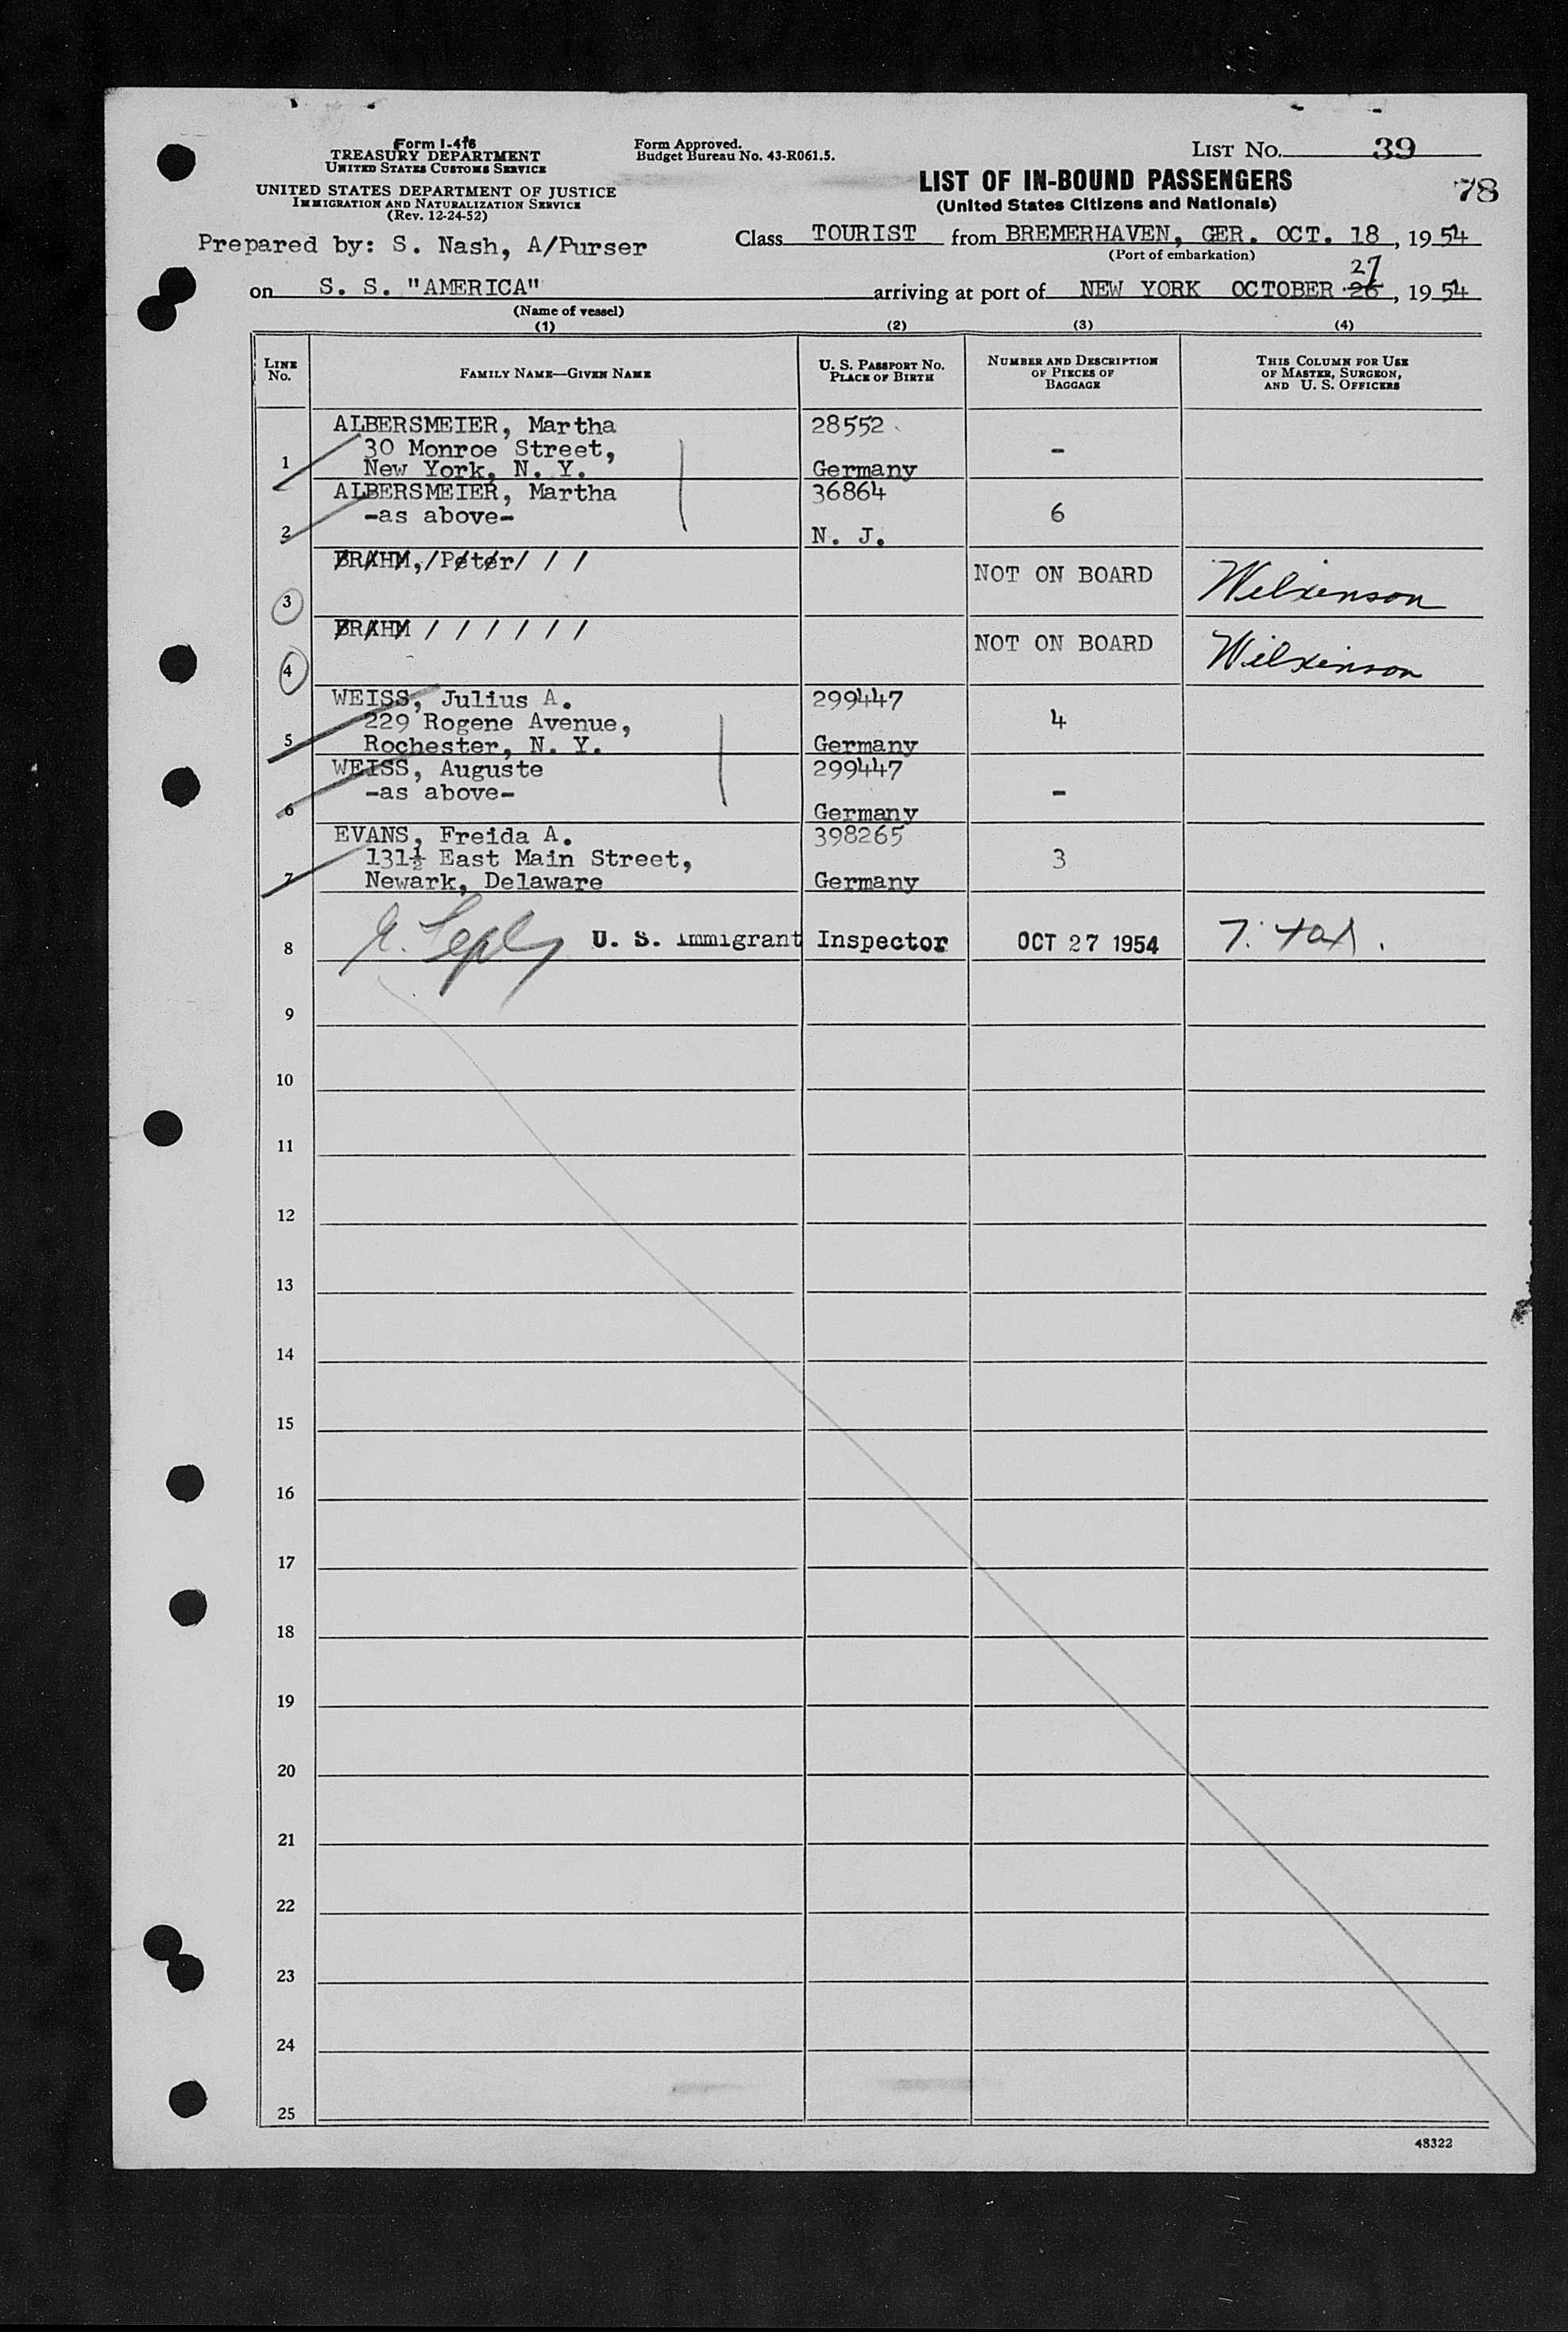 Form I-416
TREASURY DEPARTMENT
UNITED STATES CUSTOMS SERVICE
UNITED STATES DEPARTMENT OF JUSTICE
IMMIGRATION AND NATURALIZATION SERVICE
(Rev. 12-24-52)
Form Approved.
Budget Bureau No. 43-R061.5.
LIST NO. 39
LIST OF IN-BOUND PASSENGERS
78
(United States Citizens and Nationals)
Prepared by: S. Nash, A/Purser
Class TOURIST from BREMERHAVEN, GER. OCT. 18, 1954
(Port of embarkation)
27
on S. S. "AMERICA" arriving at port of NEW YORK OCTOBER 26, 1954
(Name of vessel)
(1) (2) (3) (4)
LINE NO.
FAMILY NAME—GIVEN NAME
U. S. PASSPORT NO.
PLACE OF BIRTH
NUMBER AND DESCRIPTION
OF PIECES OF
BAGGAGE
THIS COLUMN FOR USE
OF MASTER, SURGEON,
AND U. S. OFFICERS
ALBERSMEIER, Martha 28552
30 Monroe Street, -
1 New York, N. Y. Germany
ALBERSMEIER, Martha 36864
-as above- 6
2 N. J.
BRAHM,/Peter/ / /
NOT ON BOARD Wilkinson
3
BRAHM / / / / / /
NOT ON BOARD Wilkinson
4
WEISS, Julius A. 299447
229 Rogene Avenue, 4
5 Rochester, N. Y. Germany
WEISS, Auguste 299447
-as above- -
6 Germany
EVANS, Freida A. 398265
131½ East Main Street, 3
7 Newark, Delaware Germany
8 U. S. Immigrant Inspector OCT 27 1954
9
10
11
12
13
14
15
16
17
18
19
20
21
22
23
24
25
48322